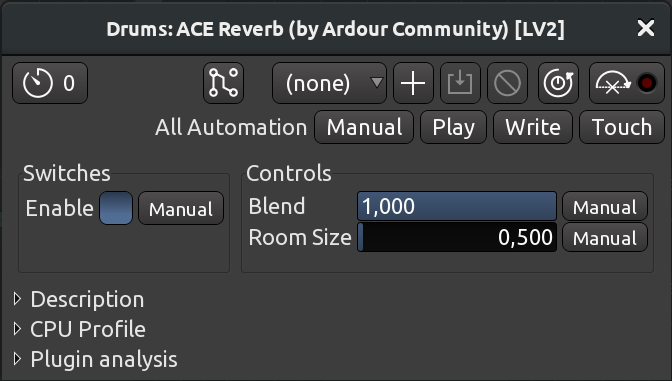 Drums: ACE Reverb (by Ardour Community) [LV2]
0 (none)
All Automation Manual Play Write Touch
Switches
Enable Manual
Controls
Blend 1,000 Manual
Room Size 0,500 Manual
Description
CPU Profile
Plugin analysis